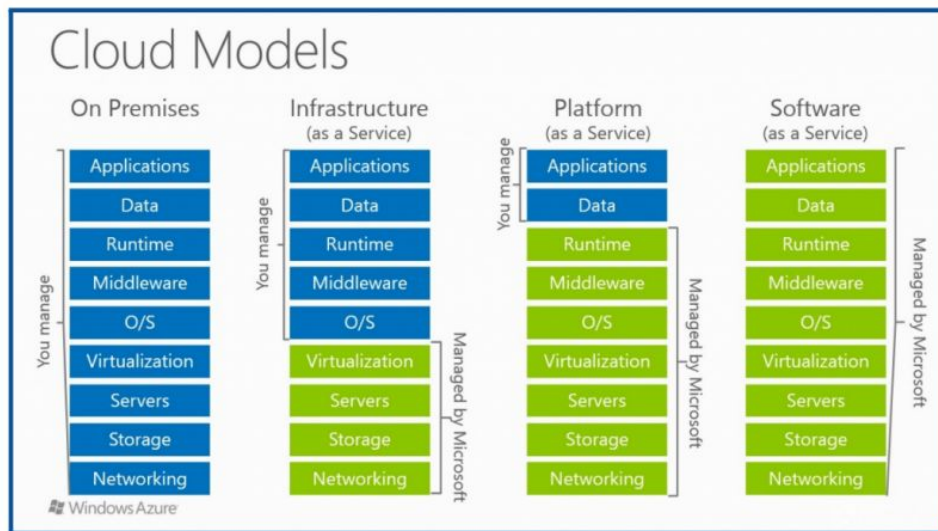 Cloud Models
On Premises
You manage
Applications
Data
Runtime
Middleware
O/S
Virtualization
Servers
Storage
Networking
Infrastructure
(as a Service)
You manage
Applications
Data
Runtime
Middleware
O/S
Virtualization
Servers
Storage
Networking
Managed by Microsoft
Platform
(as a Service)
You manage
Applications
Data
Runtime
Middleware
O/S
Virtualization
Servers
Storage
Networking
Managed by Microsoft
Software
(as a Service)
Applications
Data
Runtime
Middleware
O/S
Virtualization
Servers
Storage
Networking
Managed by Microsoft
Windows Azure